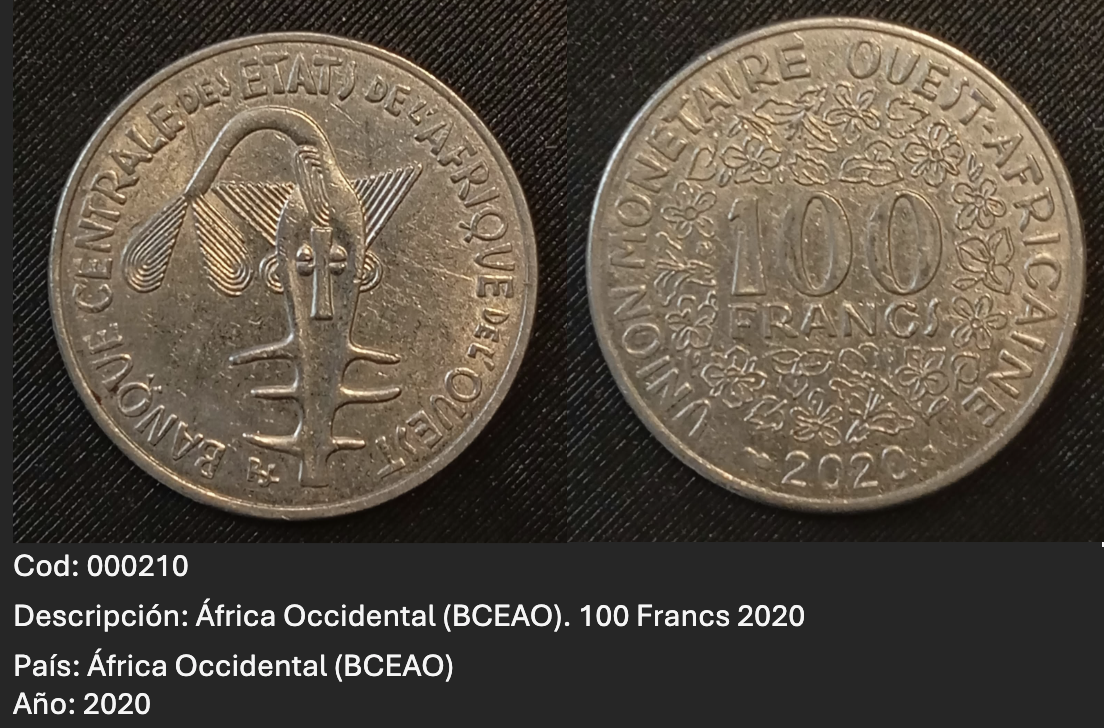 BANQUE CENTRALE DES ETATS DE L'AFRIQUE DE L'OUEST
UNION MONETAIRE OUEST-AFRICAINE
100
FRANCS
2020
Cod: 000210
Descripción: África Occidental (BCEAO). 100 Francs 2020
País: África Occidental (BCEAO)
Año: 2020